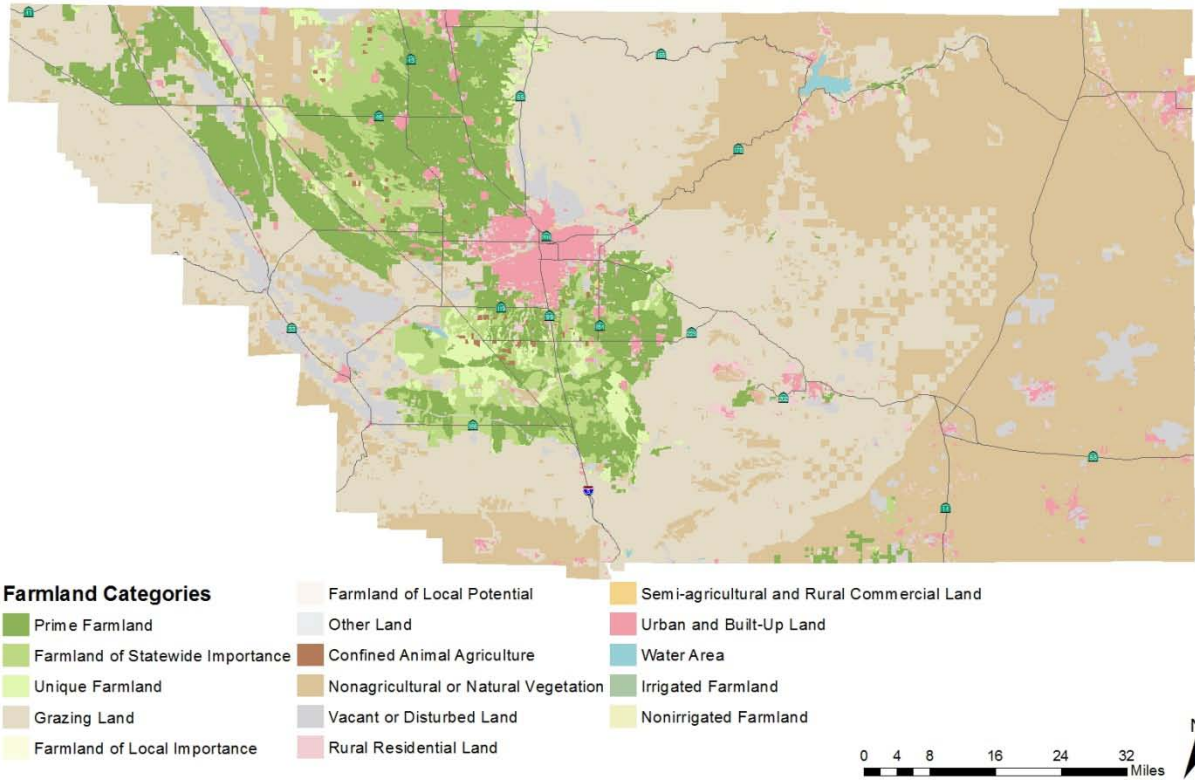 Farmland Categories
Prime Farmland
Farmland of Statewide Importance
Unique Farmland
Grazing Land
Farmland of Local Importance
Farmland of Local Potential
Other Land
Confined Animal Agriculture
Nonagricultural or Natural Vegetation
Vacant or Disturbed Land
Rural Residential Land
Semi-agricultural and Rural Commercial Land
Urban and Built-Up Land
Water Area
Irrigated Farmland
Nonirrigated Farmland
N
0 4 8 16 24 32
Miles